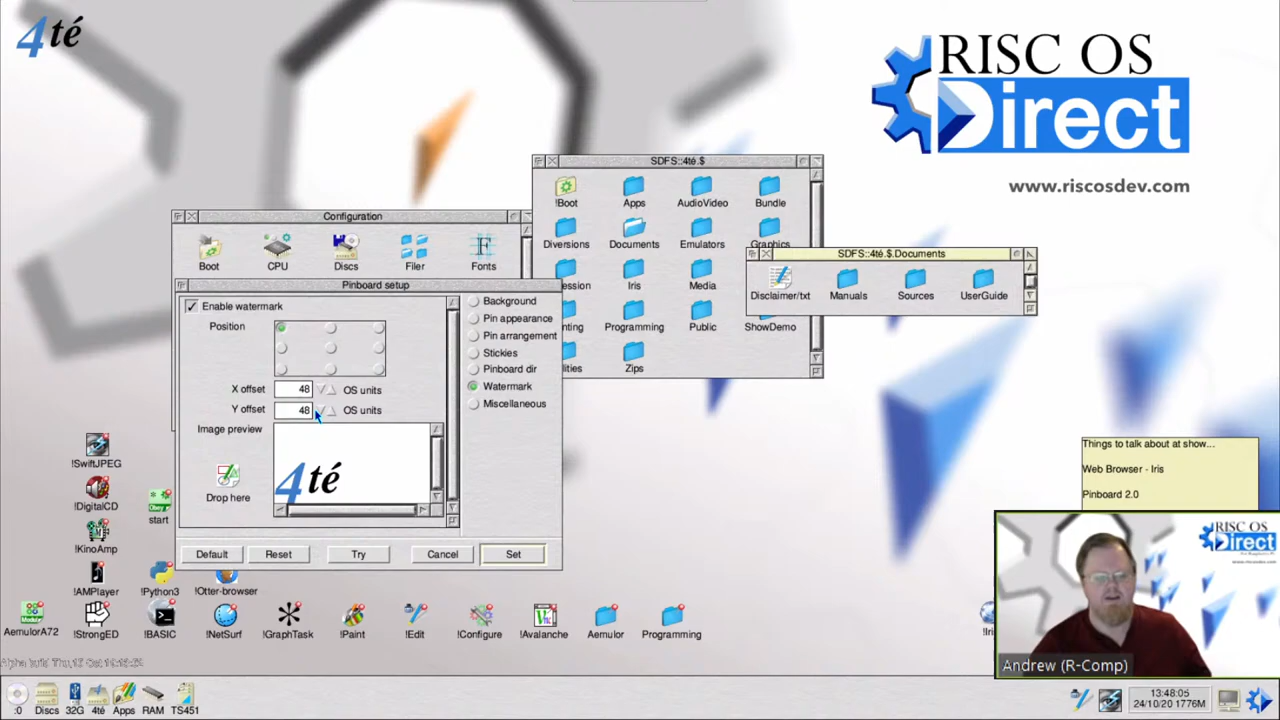 4té
RISC OS
Direct
www.riscosdev.com
SDFS::4té.$
!Boot
Apps
AudioVideo
Bundle
Diversions
Documents
Emulators
Graphics
Iris
Media
Programming
Public
ShowDemo
Zips
SDFS::4té.$.Documents
Disclaimer/txt
Manuals
Sources
UserGuide
Configuration
Boot
CPU
Discs
Filer
Fonts
Pinboard setup
Enable watermark
Position
X offset
48
OS units
Y offset
48
OS units
Image preview
4té
Drop here
Background
Pin appearance
Pin arrangement
Stickies
Pinboard dir
Watermark
Miscellaneous
Default
Reset
Try
Cancel
Set
Things to talk about at show...
Web Browser - Iris
Pinboard 2.0
!SwiftJPEG
!DigitalCD
Obey
start
!KinoAmp
!AMPlayer
!Python3
!Otter-browser
Module
AemulorA72
!StrongED
!BASIC
!NetSurf
!GraphTask
!Paint
!Edit
!Configure
!Avalanche
Aemulor
Programming
RISC OS
Direct
Andrew (R-Comp)
:0
Discs
32G
4té
Apps
RAM
TS451
13:48:05
24/10/20 1776M